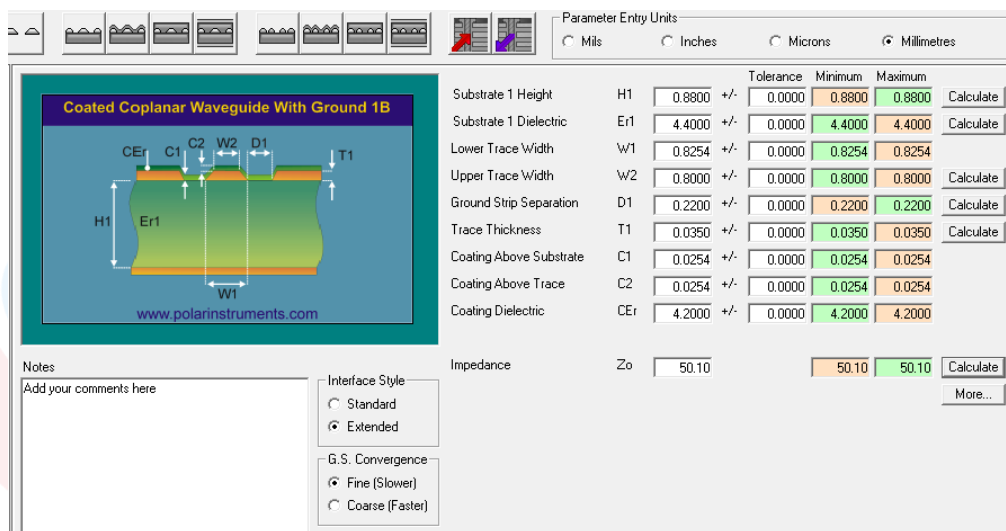 Parameter Entry Units
Mils Inches Microns Millimetres
Coated Coplanar Waveguide With Ground 1B
CEr C1 C2 W2 D1 T1
H1 Er1
W1
www.polarinstruments.com
Tolerance Minimum Maximum
Substrate 1 Height H1 0.8800 +/- 0.0000 0.8800 0.8800 Calculate
Substrate 1 Dielectric Er1 4.4000 +/- 0.0000 4.4000 4.4000 Calculate
Lower Trace Width W1 0.8254 +/- 0.0000 0.8254 0.8254
Upper Trace Width W2 0.8000 +/- 0.0000 0.8000 0.8000 Calculate
Ground Strip Separation D1 0.2200 +/- 0.0000 0.2200 0.2200 Calculate
Trace Thickness T1 0.0350 +/- 0.0000 0.0350 0.0350 Calculate
Coating Above Substrate C1 0.0254 +/- 0.0000 0.0254 0.0254
Coating Above Trace C2 0.0254 +/- 0.0000 0.0254 0.0254
Coating Dielectric CEr 4.2000 +/- 0.0000 4.2000 4.2000
Impedance Zo 50.10 50.10 50.10 Calculate
More...
Notes
Add your comments here
Interface Style
Standard
Extended
G.S. Convergence
Fine (Slower)
Coarse (Faster)